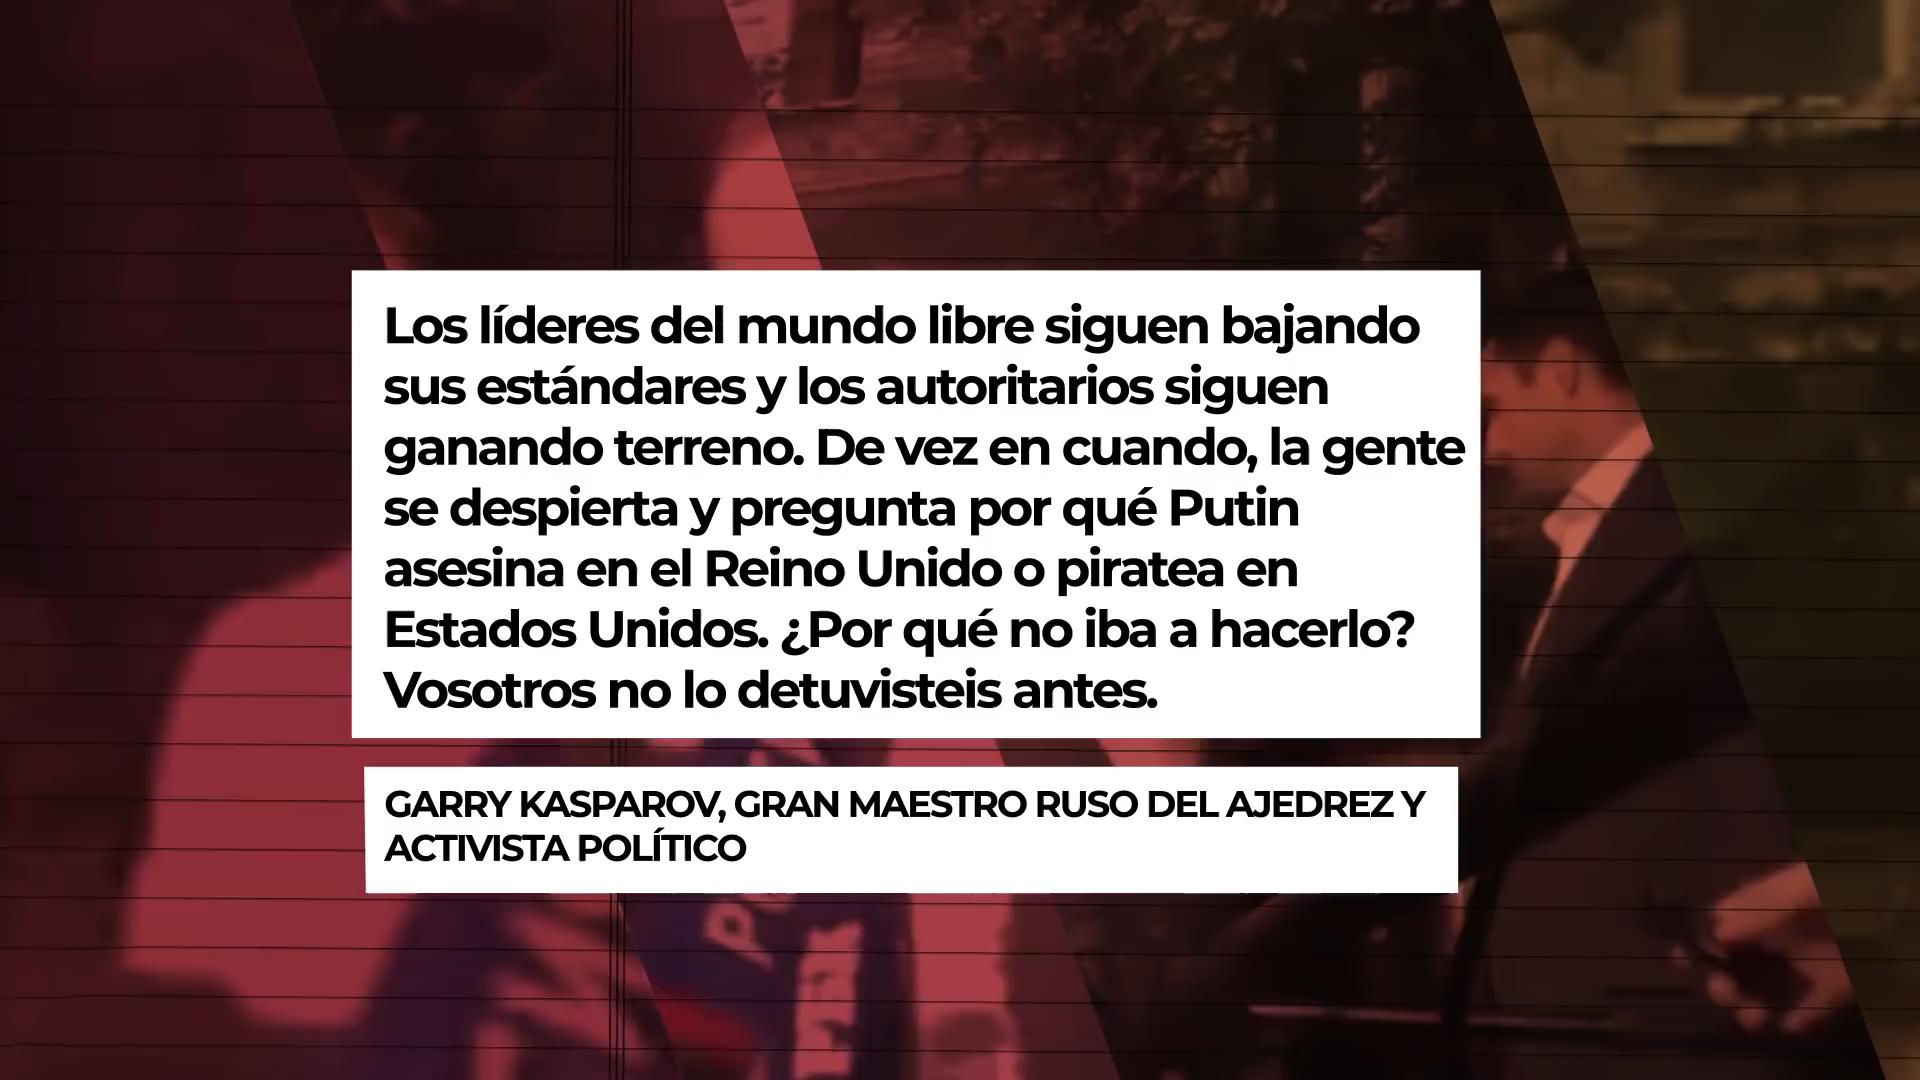 Los líderes del mundo libre siguen bajando
sus estándares y los autoritarios siguen
ganando terreno. De vez en cuando, la gente
se despierta y pregunta por qué Putin
asesina en el Reino Unido o piratea en
Estados Unidos. ¿Por qué no iba a hacerlo?
Vosotros no lo detuvisteis antes.
GARRY KASPAROV, GRAN MAESTRO RUSO DEL AJEDREZ Y
ACTIVISTA POLÍTICO